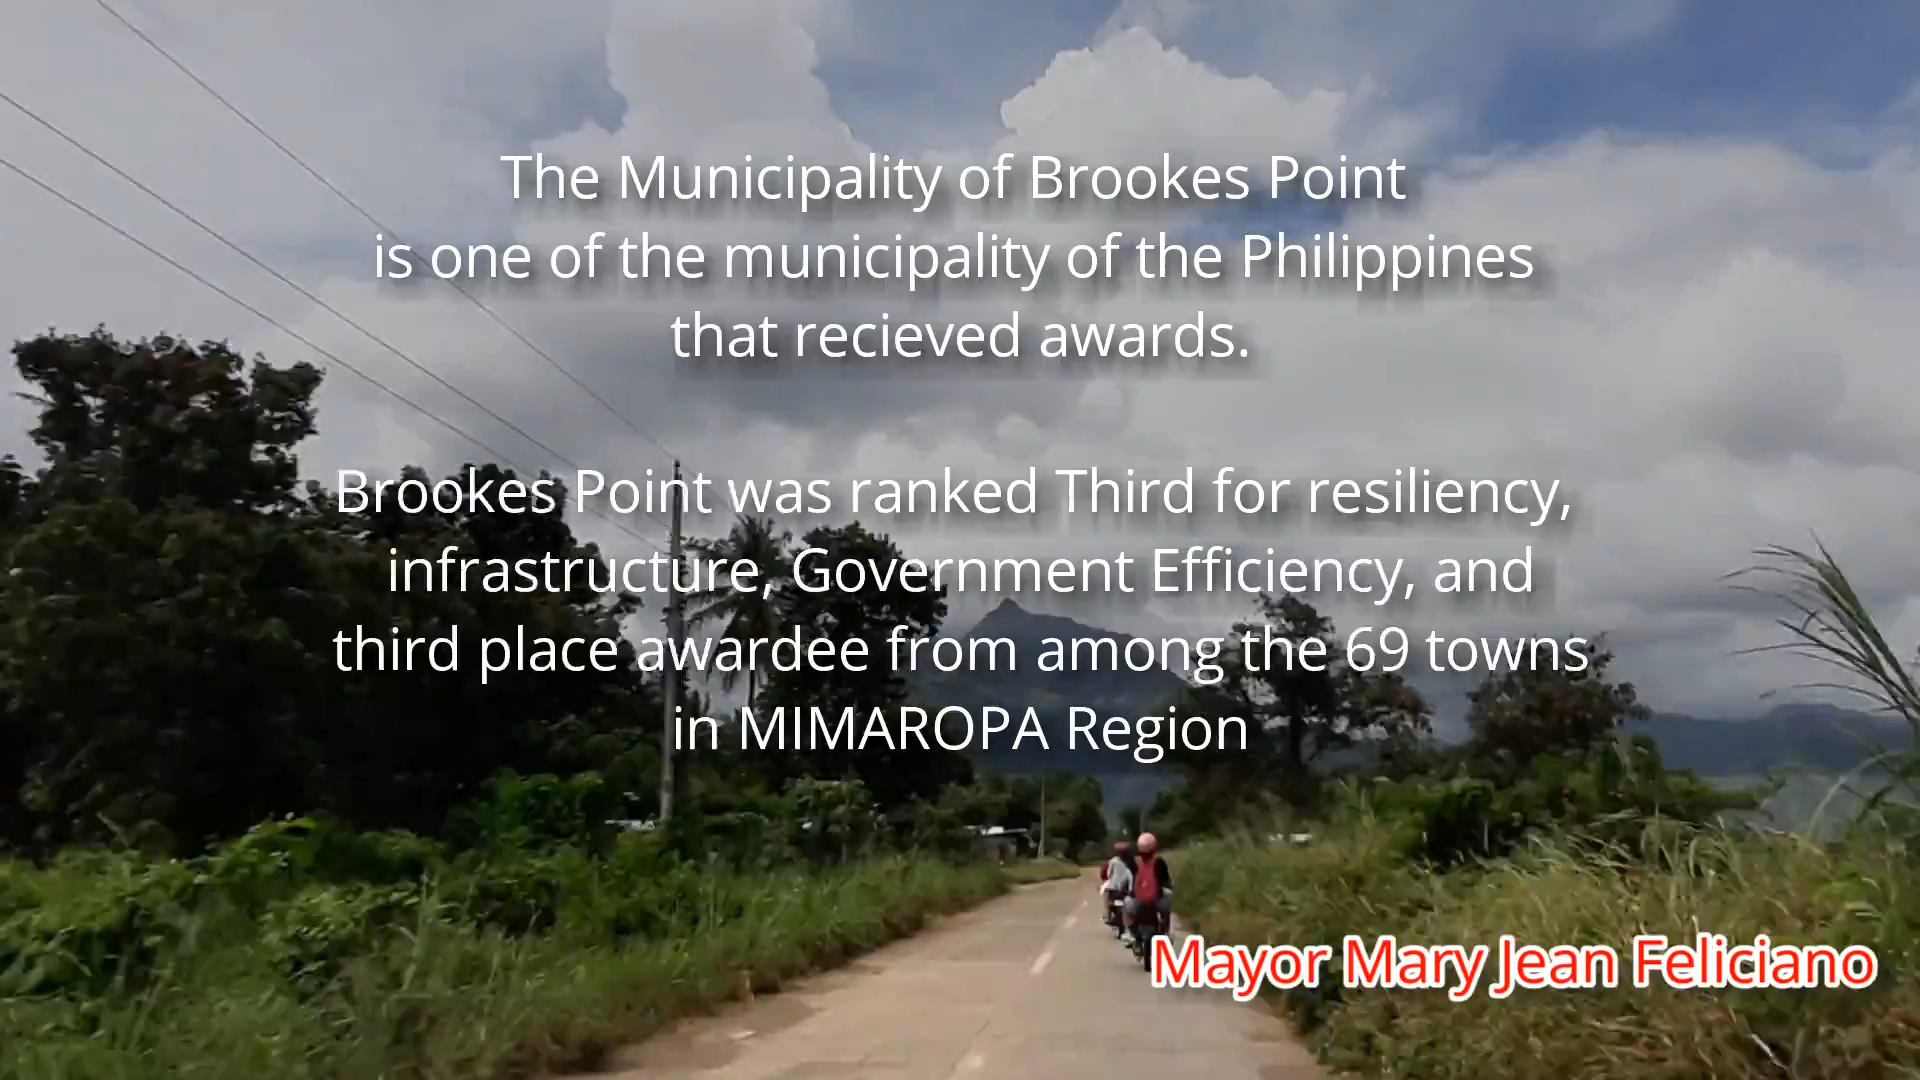 The Municipality of Brookes Point
is one of the municipality of the Philippines
that recieved awards.
Brookes Point was ranked Third for resiliency,
infrastructure, Government Efficiency, and
third place awardee from among the 69 towns
in MIMAROPA Region
Mayor Mary Jean Feliciano